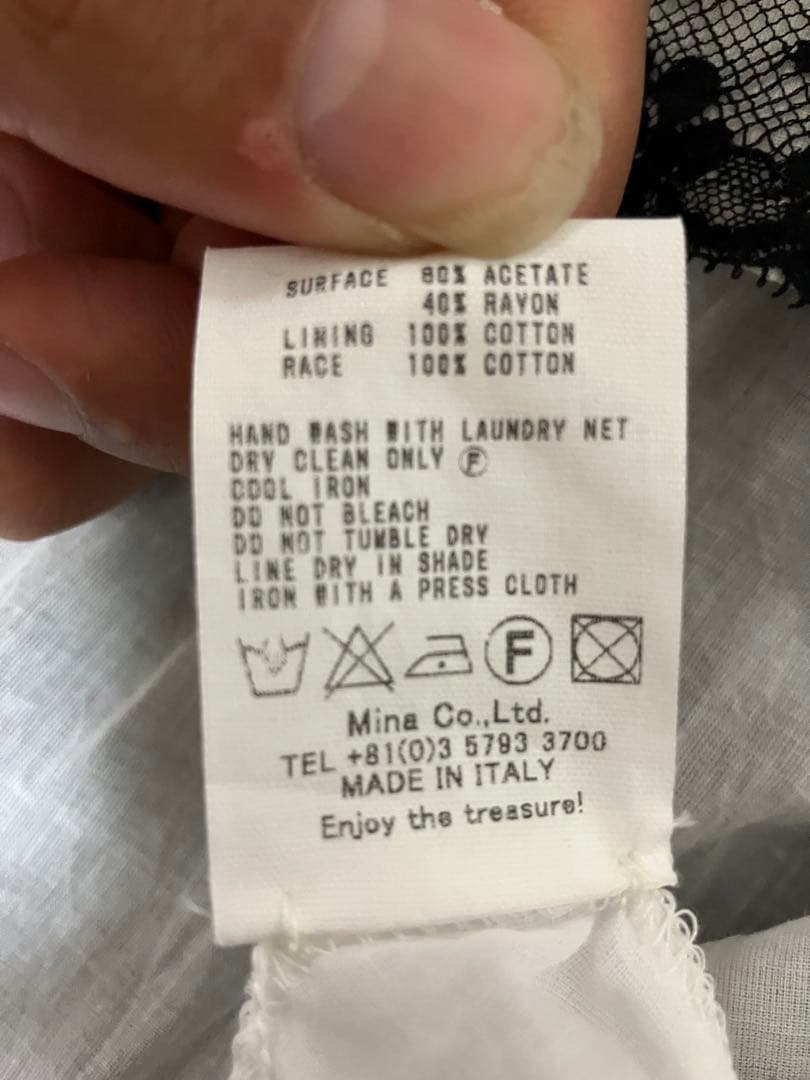 SURFACE 60% ACETATE
40% RAYON
LINING 100% COTTON
RACE 100% COTTON
HAND WASH WITH LAUNDRY NET
DRY CLEAN ONLY Ⓕ
COOL IRON
DO NOT BLEACH
DO NOT TUMBLE DRY
LINE DRY IN SHADE
IRON WITH A PRESS CLOTH
F
Mina Co.,Ltd.
TEL +81(0)3 5793 3700
MADE IN ITALY
Enjoy the treasure!